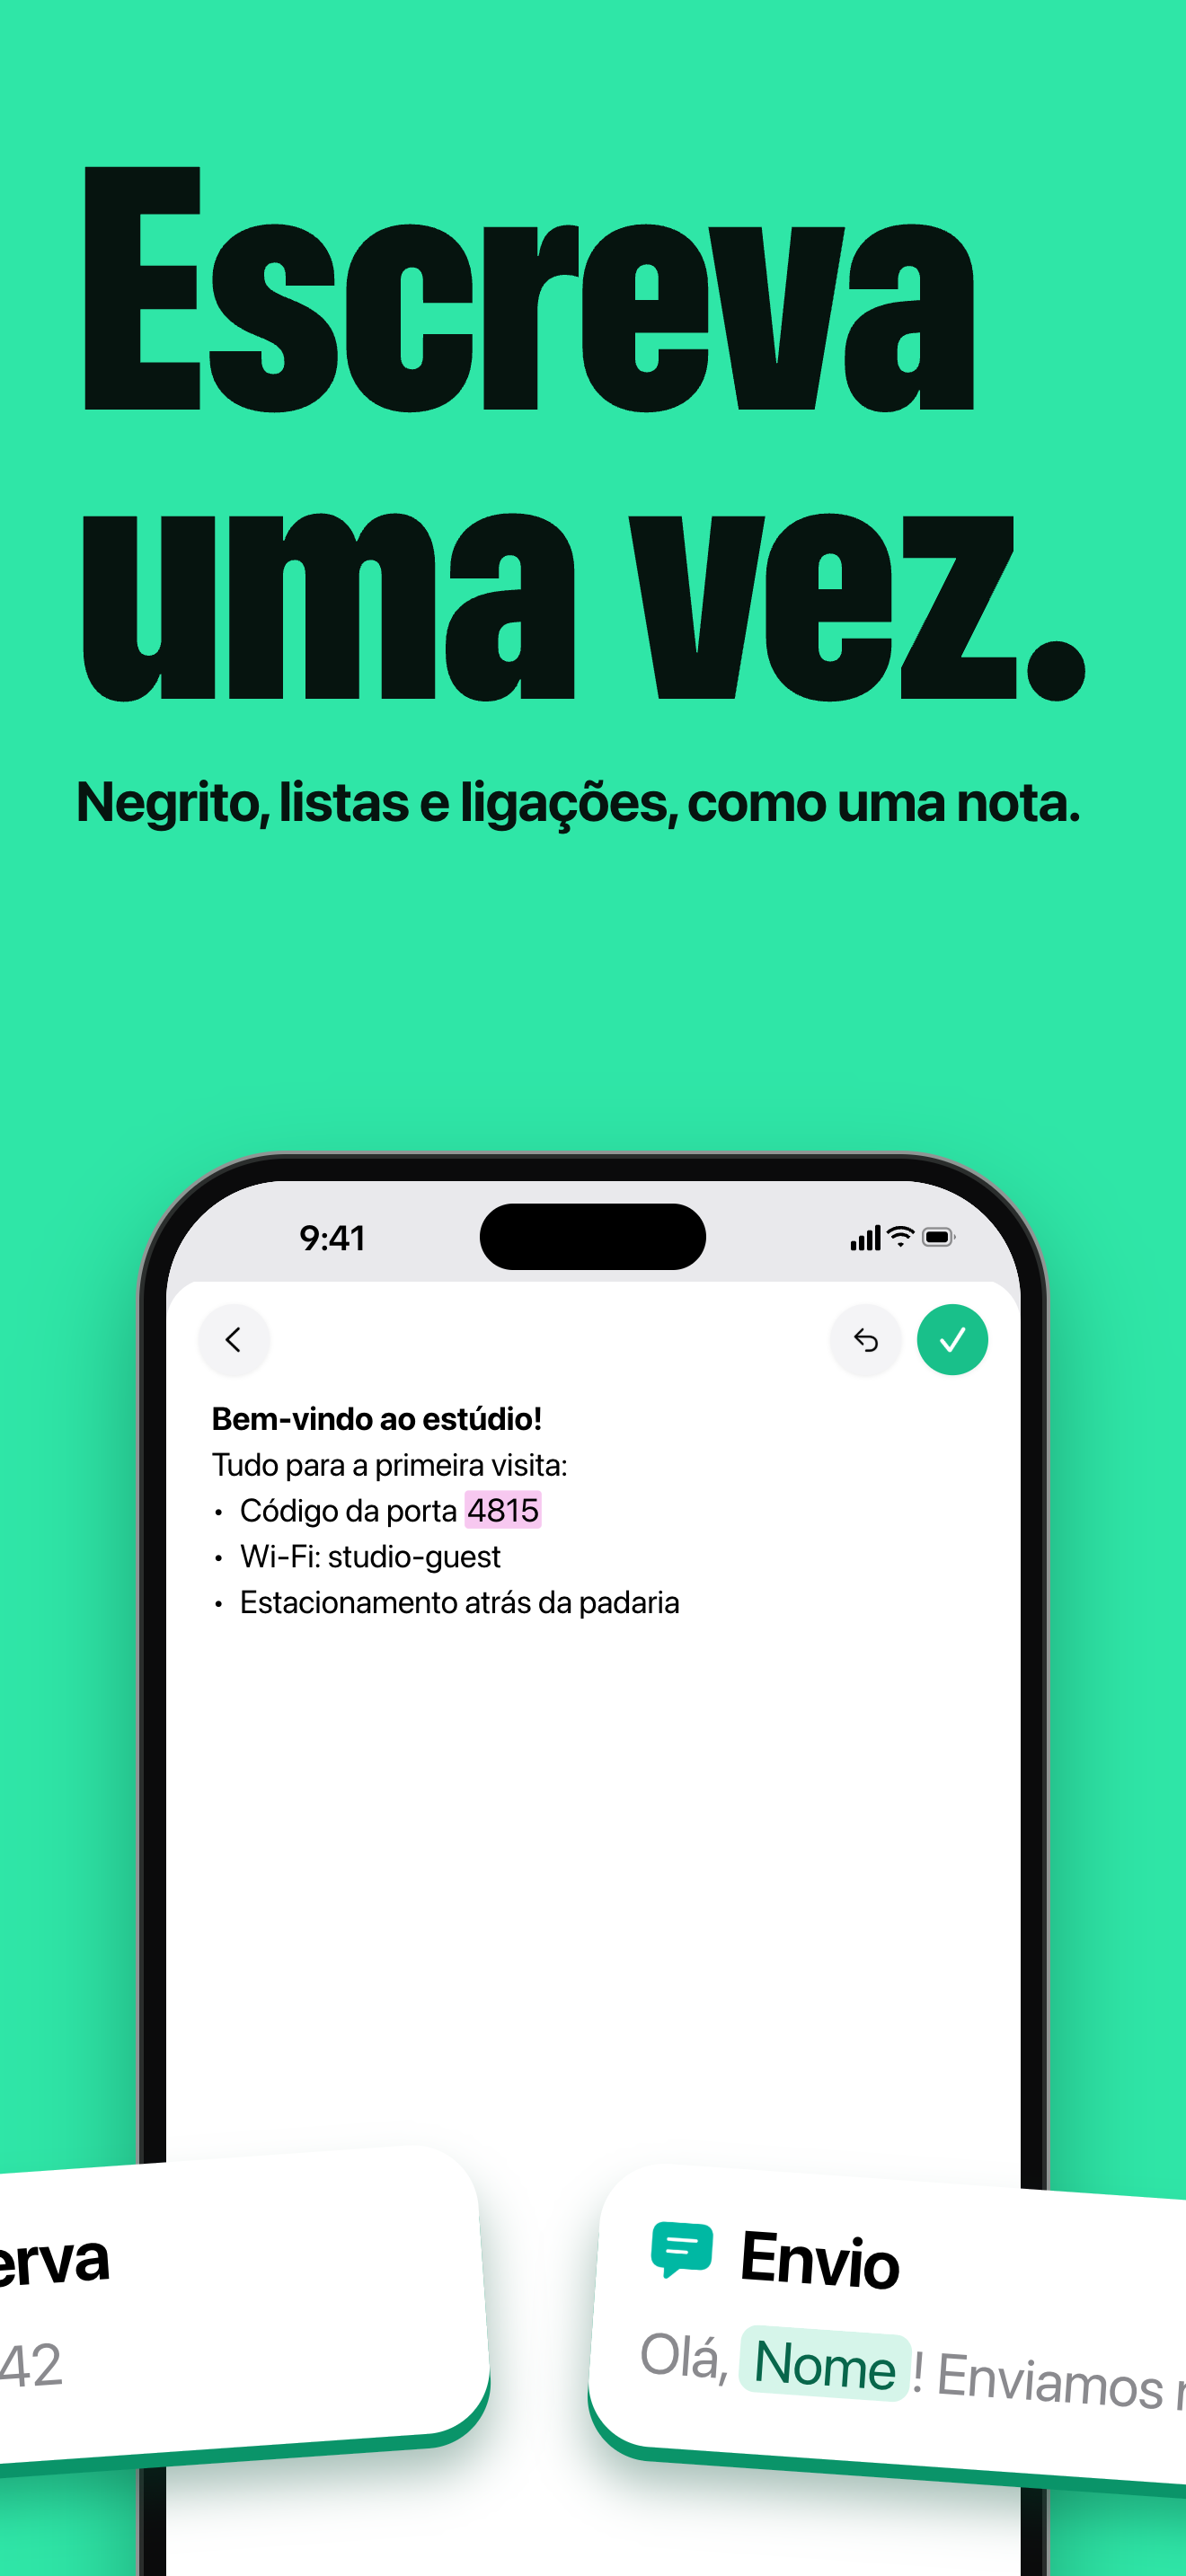 Escreva
uma vez.
Negrito, listas e ligações, como uma nota.
9:41
Bem-vindo ao estúdio!
Tudo para a primeira visita:
• Código da porta 4815
• Wi-Fi: studio-guest
• Estacionamento atrás da padaria
erva
42
Envio
Olá, Nome! Enviamos